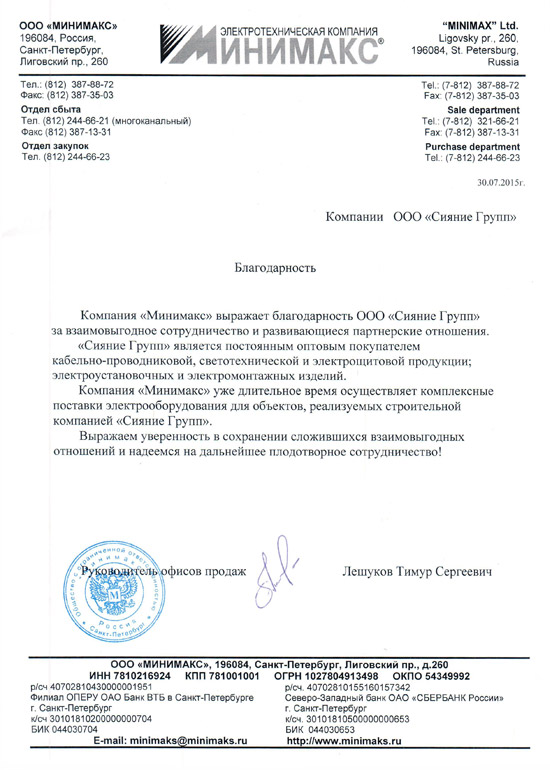 ООО «МИНИМАКС»
196084, Россия,
Санкт-Петербург,
Лиговский пр., 260
ЭЛЕКТРОТЕХНИЧЕСКАЯ КОМПАНИЯ
МИНИМАКС®
“MINIMAX” Ltd.
Ligovsky pr., 260,
196084, St. Petersburg,
Russia
Тел.: (812) 387-88-72
Факс: (812) 387-35-03
Отдел сбыта
Тел. (812) 244-66-21 (многоканальный)
Факс (812) 387-13-31
Отдел закупок
Тел. (812) 244-66-23
Tel.: (7-812) 387-88-72
Fax: (7-812) 387-35-03
Sale department
Tel.: (7-812) 321-66-21
Fax: (7-812) 387-13-31
Purchase department
Tel.: (7-812) 244-66-23
30.07.2015г.
Компании ООО «Сияние Групп»
Благодарность
Компания «Минимакс» выражает благодарность ООО «Сияние Групп»
за взаимовыгодное сотрудничество и развивающиеся партнерские отношения.
«Сияние Групп» является постоянным оптовым покупателем
кабельно-проводниковой, светотехнической и электрощитовой продукции;
электроустановочных и электромонтажных изделий.
Компания «Минимакс» уже длительное время осуществляет комплексные
поставки электрооборудования для объектов, реализуемых строительной
компанией «Сияние Групп».
Выражаем уверенность в сохранении сложившихся взаимовыгодных
отношений и надеемся на дальнейшее плодотворное сотрудничество!
Руководитель офисов продаж Лешуков Тимур Сергеевич
Общество с ограниченной ответственностью
"Минимакс"
М
Россия
Санкт-Петербург
ООО «МИНИМАКС», 196084, Санкт-Петербург, Лиговский пр., д.260
ИНН 7810216924 КПП 781001001 ОГРН 1027804913498 ОКПО 54349992
р/сч 40702810430000001951
Филиал ОПЕРУ ОАО Банк ВТБ в Санкт-Петербурге
г. Санкт-Петербург
к/сч 30101810200000000704
БИК 044030704
р/сч. 40702810155160157342
Северо-Западный банк ОАО «СБЕРБАНК России»
г. Санкт-Петербург
к/сч. 30101810500000000653
БИК 044030653
E-mail: minimaks@minimaks.ru http://www.minimaks.ru